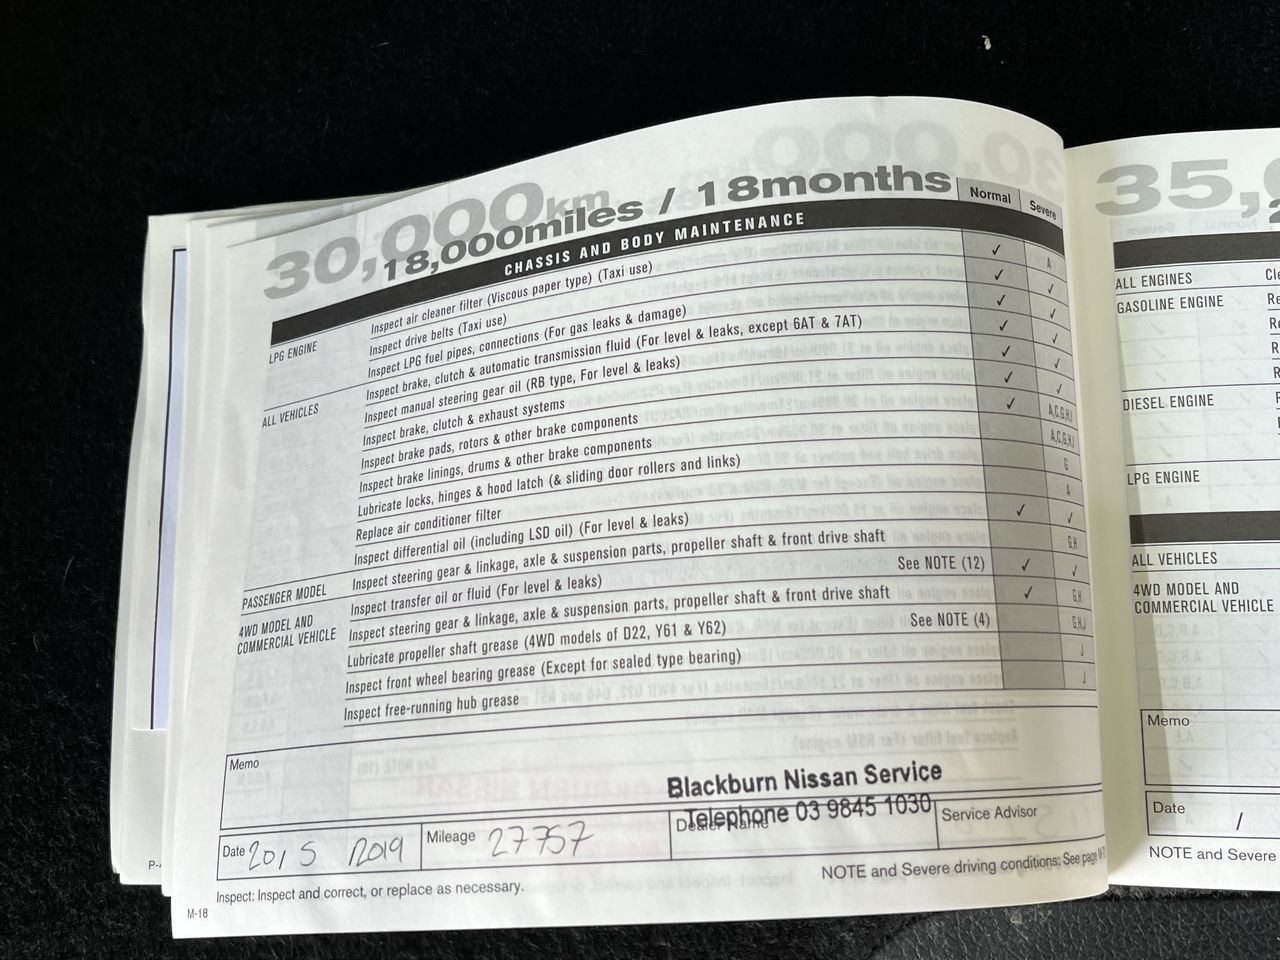 30,000km
18,000miles / 18months
Normal
Severe
CHASSIS AND BODY MAINTENANCE
LPG ENGINE
Inspect air cleaner filter (Viscous paper type) (Taxi use) ✓ A
Inspect drive belts (Taxi use) ✓ ✓
Inspect LPG fuel pipes, connections (For gas leaks & damage) ✓ ✓
ALL VEHICLES
Inspect brake, clutch & automatic transmission fluid (For level & leaks, except 6AT & 7AT) ✓ ✓
Inspect manual steering gear oil (RB type, For level & leaks) ✓ ✓
Inspect brake, clutch & exhaust systems ✓ ✓
Inspect brake pads, rotors & other brake components ✓ A,C,G,H,I
Inspect brake linings, drums & other brake components A,C,G,H,I
Lubricate locks, hinges & hood latch (& sliding door rollers and links) G
Replace air conditioner filter A
Inspect differential oil (including LSD oil) (For level & leaks) ✓ ✓
PASSENGER MODEL
Inspect steering gear & linkage, axle & suspension parts, propeller shaft & front drive shaft G,H
4WD MODEL AND
COMMERCIAL VEHICLE
Inspect transfer oil or fluid (For level & leaks) See NOTE (12) ✓ ✓
Inspect steering gear & linkage, axle & suspension parts, propeller shaft & front drive shaft ✓ G,H
Lubricate propeller shaft grease (4WD models of D22, Y61 & Y62) See NOTE (4) G,H,J
Inspect front wheel bearing grease (Except for sealed type bearing) J
Inspect free-running hub grease J
Memo
Blackburn Nissan Service
Telephone 03 9845 1030
Date 20/ 5 /2019
Mileage 27757
Dealer Name
Service Advisor
Inspect: Inspect and correct, or replace as necessary.
NOTE and Severe driving conditions: See page
M-18
35,
ALL ENGINES
GASOLINE ENGINE
DIESEL ENGINE
LPG ENGINE
ALL VEHICLES
4WD MODEL AND
COMMERCIAL VEHICLE
Memo
Date /
NOTE and Severe